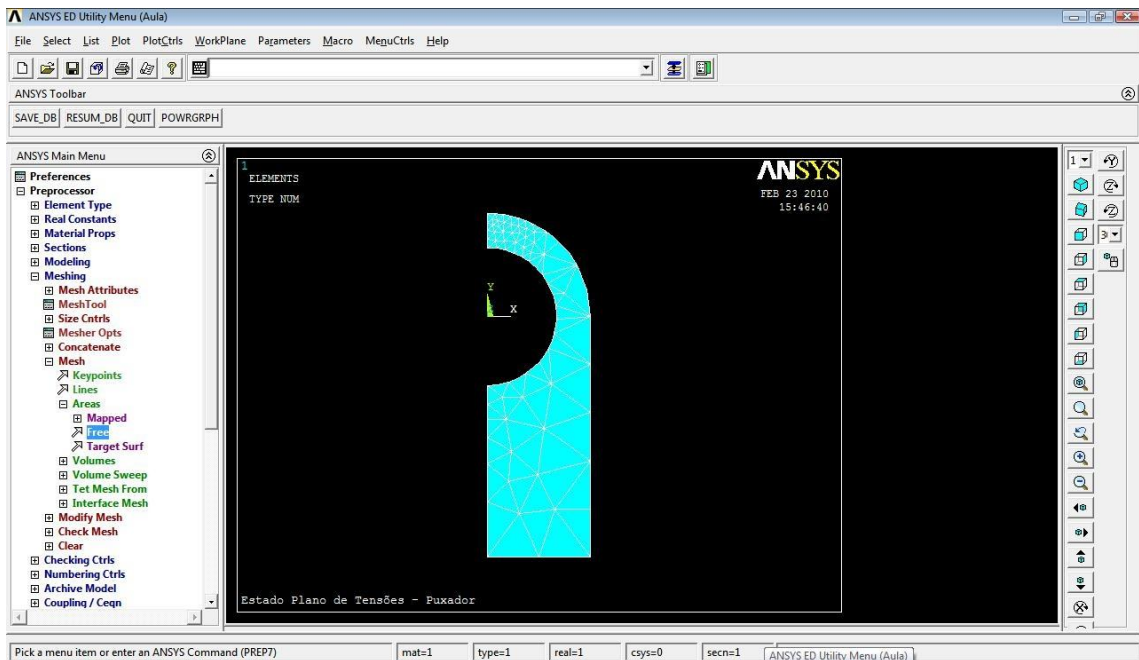 ANSYS ED Utility Menu (Aula)
File Select List Plot PlotCtrls WorkPlane Parameters Macro MenuCtrls Help
ANSYS Toolbar
SAVE_DB RESUM_DB QUIT POWRGRPH
ANSYS Main Menu
Preferences
Preprocessor
Element Type
Real Constants
Material Props
Sections
Modeling
Meshing
Mesh Attributes
MeshTool
Size Cntrls
Mesher Opts
Concatenate
Mesh
Keypoints
Lines
Areas
Mapped
Free
Target Surf
Volumes
Volume Sweep
Tet Mesh From
Interface Mesh
Modify Mesh
Check Mesh
Clear
Checking Ctrls
Numbering Ctrls
Archive Model
Coupling / Ceqn
1
ELEMENTS
TYPE NUM
ANSYS
FEB 23 2010
15:46:40
Y
X
Estado Plano de Tensões - Puxador
1
Pick a menu item or enter an ANSYS Command (PREP7) mat=1 type=1 real=1 csys=0 secn=1
ANSYS ED Utility Menu (Aula)